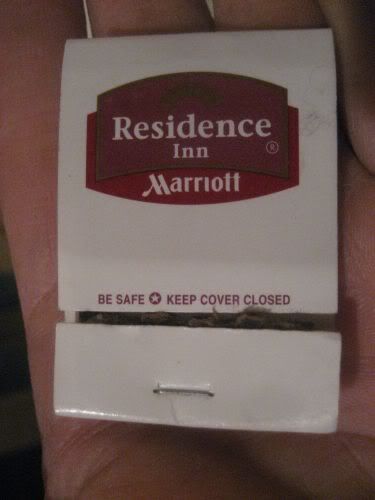 Residence
Inn ®
Marriott
BE SAFE ✪ KEEP COVER CLOSED